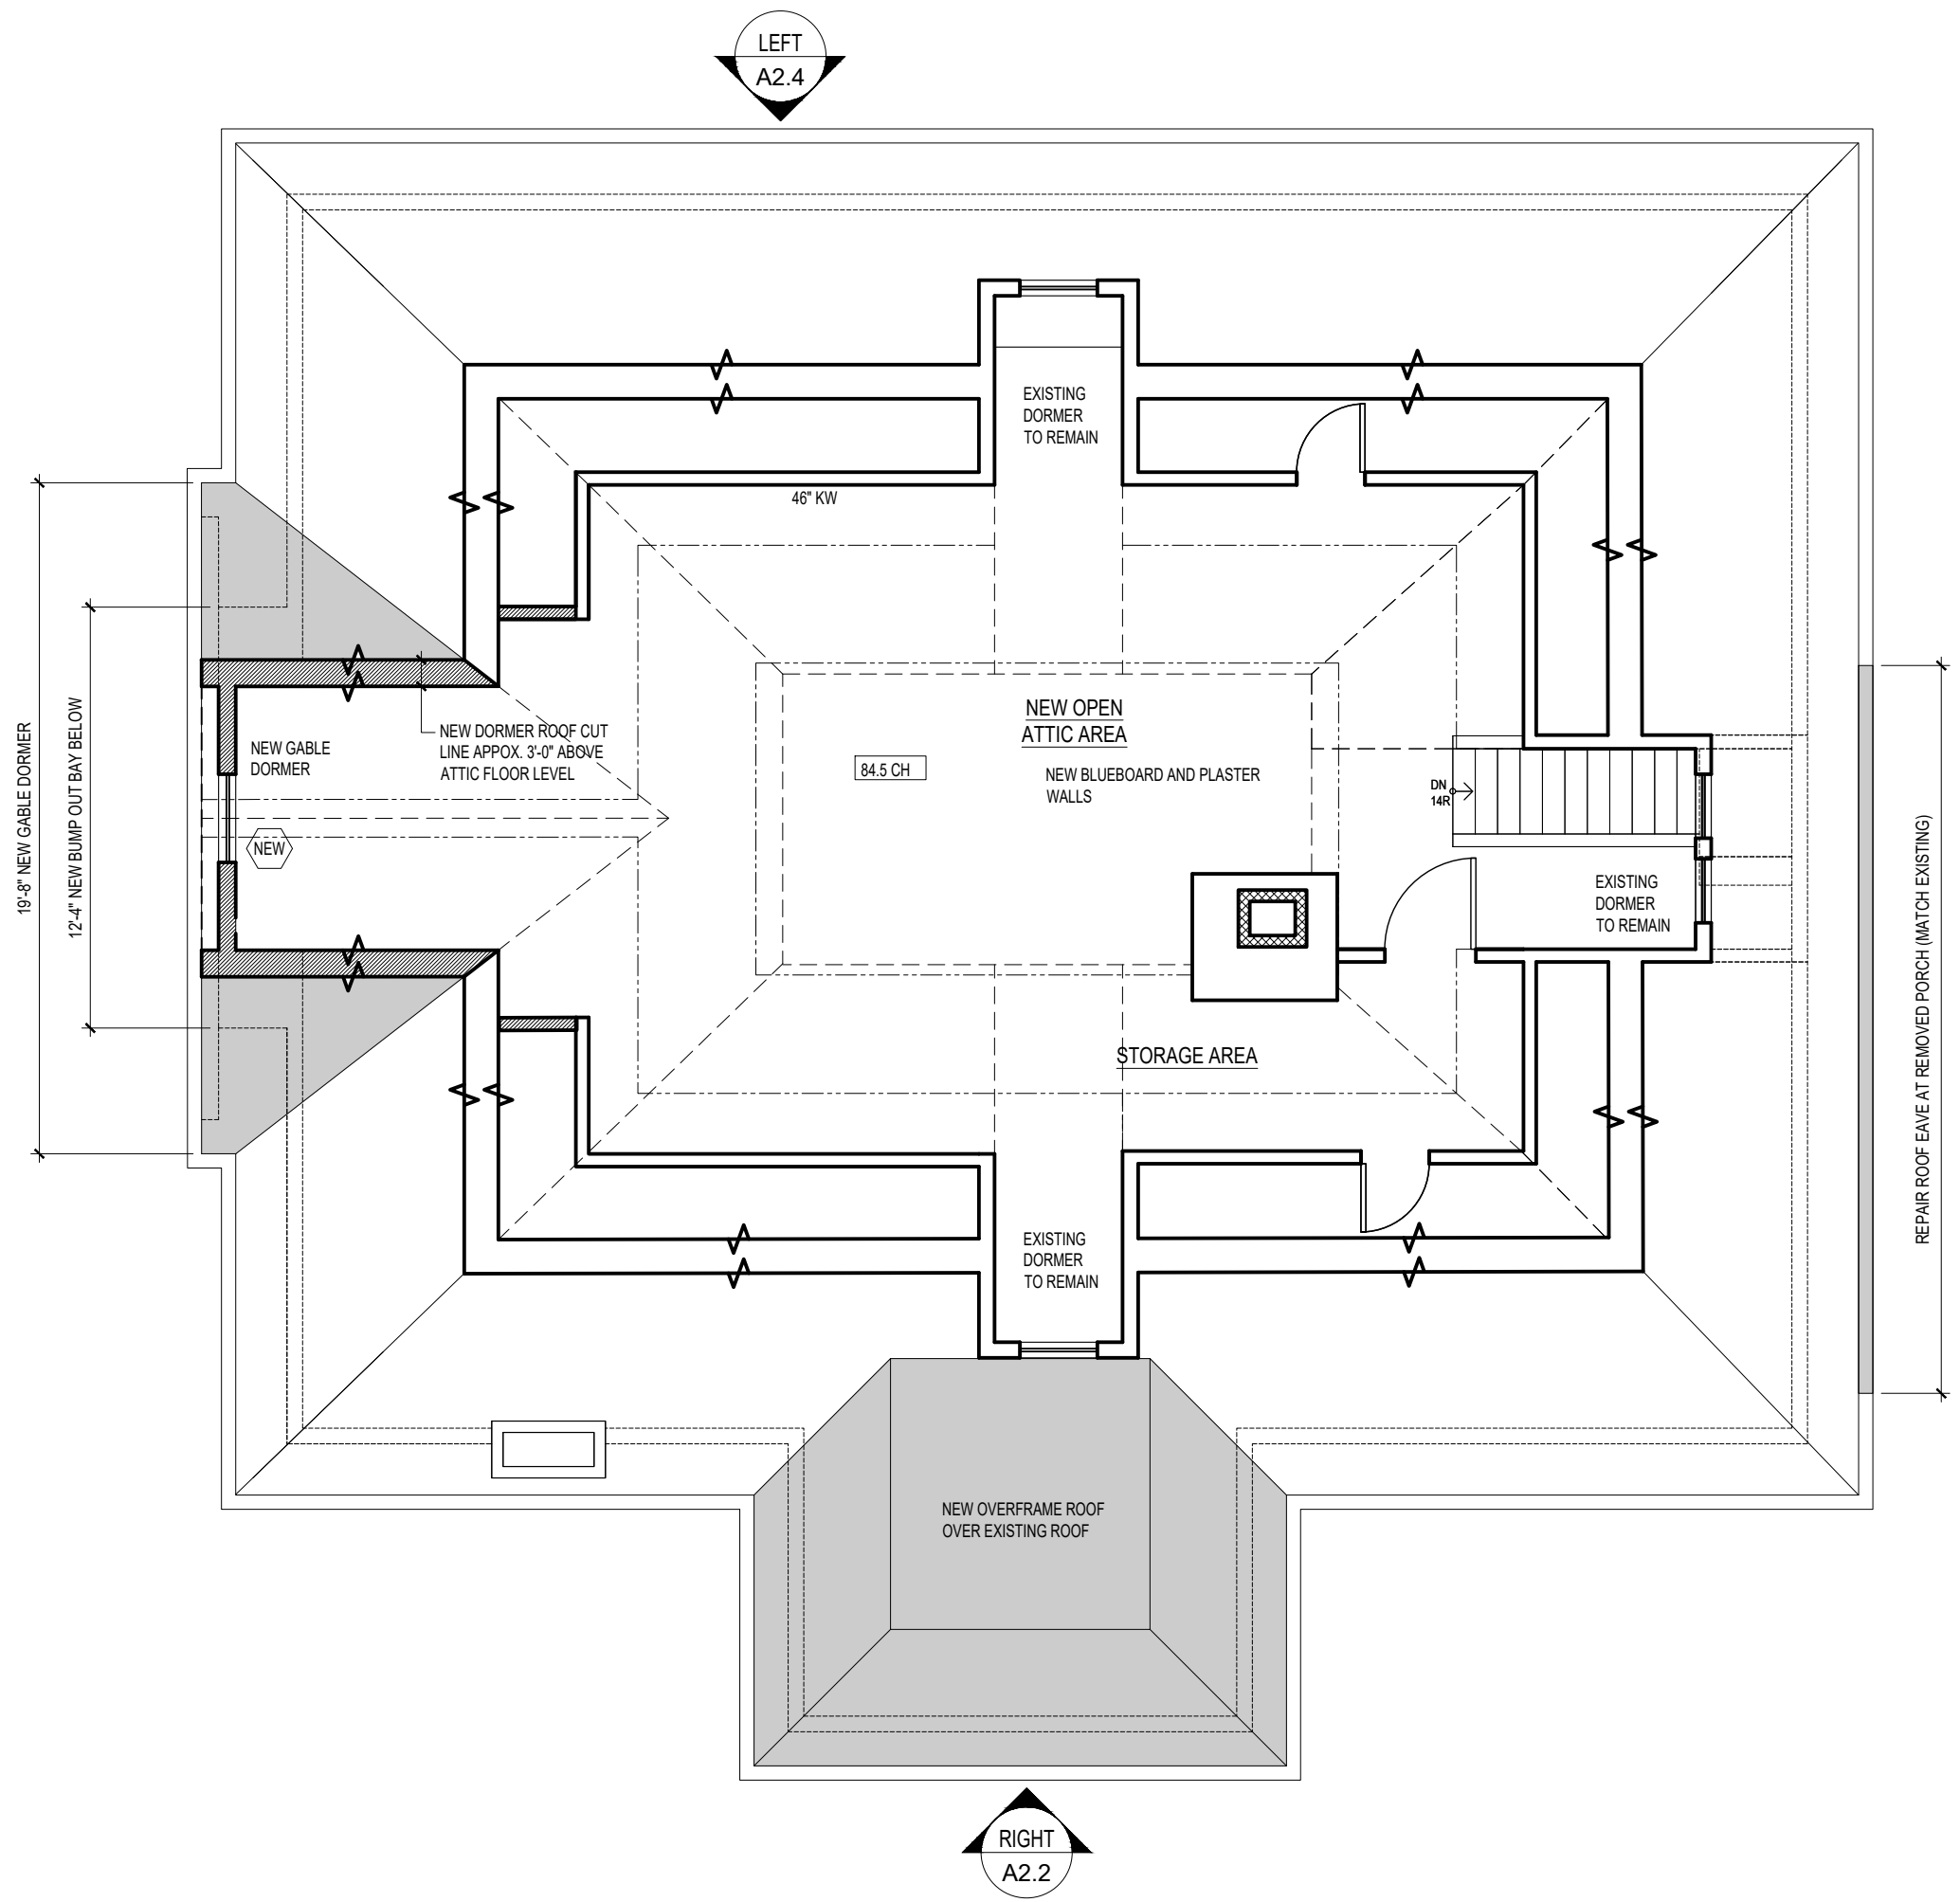 LEFT
A2.4
EXISTING
DORMER
TO REMAIN
46" KW
19'-8" NEW GABLE DORMER
12'-4" NEW BUMP OUT BAY BELOW
NEW GABLE
DORMER
NEW
NEW DORMER ROOF CUT
LINE APPOX. 3'-0" ABOVE
ATTIC FLOOR LEVEL
84.5 CH
NEW OPEN
ATTIC AREA
NEW BLUEBOARD AND PLASTER
WALLS
DN
14R
EXISTING
DORMER
TO REMAIN
REPAIR ROOF EAVE AT REMOVED PORCH (MATCH EXISTING)
STORAGE AREA
EXISTING
DORMER
TO REMAIN
NEW OVERFRAME ROOF
OVER EXISTING ROOF
RIGHT
A2.2